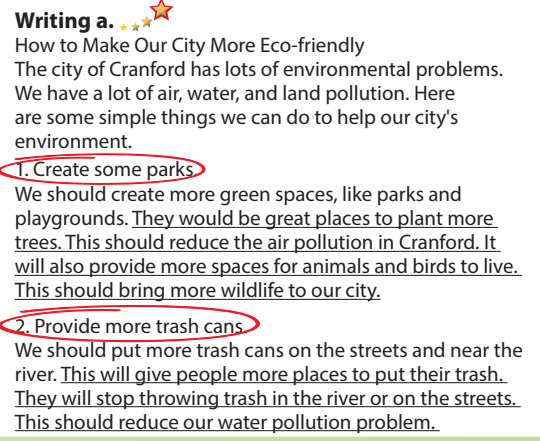 Writing a.
How to Make Our City More Eco-friendly
The city of Cranford has lots of environmental problems.
We have a lot of air, water, and land pollution. Here
are some simple things we can do to help our city's
environment.
1. Create some parks
We should create more green spaces, like parks and
playgrounds. They would be great places to plant more
trees. This should reduce the air pollution in Cranford. It
will also provide more spaces for animals and birds to live.
This should bring more wildlife to our city.
2. Provide more trash cans
We should put more trash cans on the streets and near the
river. This will give people more places to put their trash.
They will stop throwing trash in the river or on the streets.
This should reduce our water pollution problem.